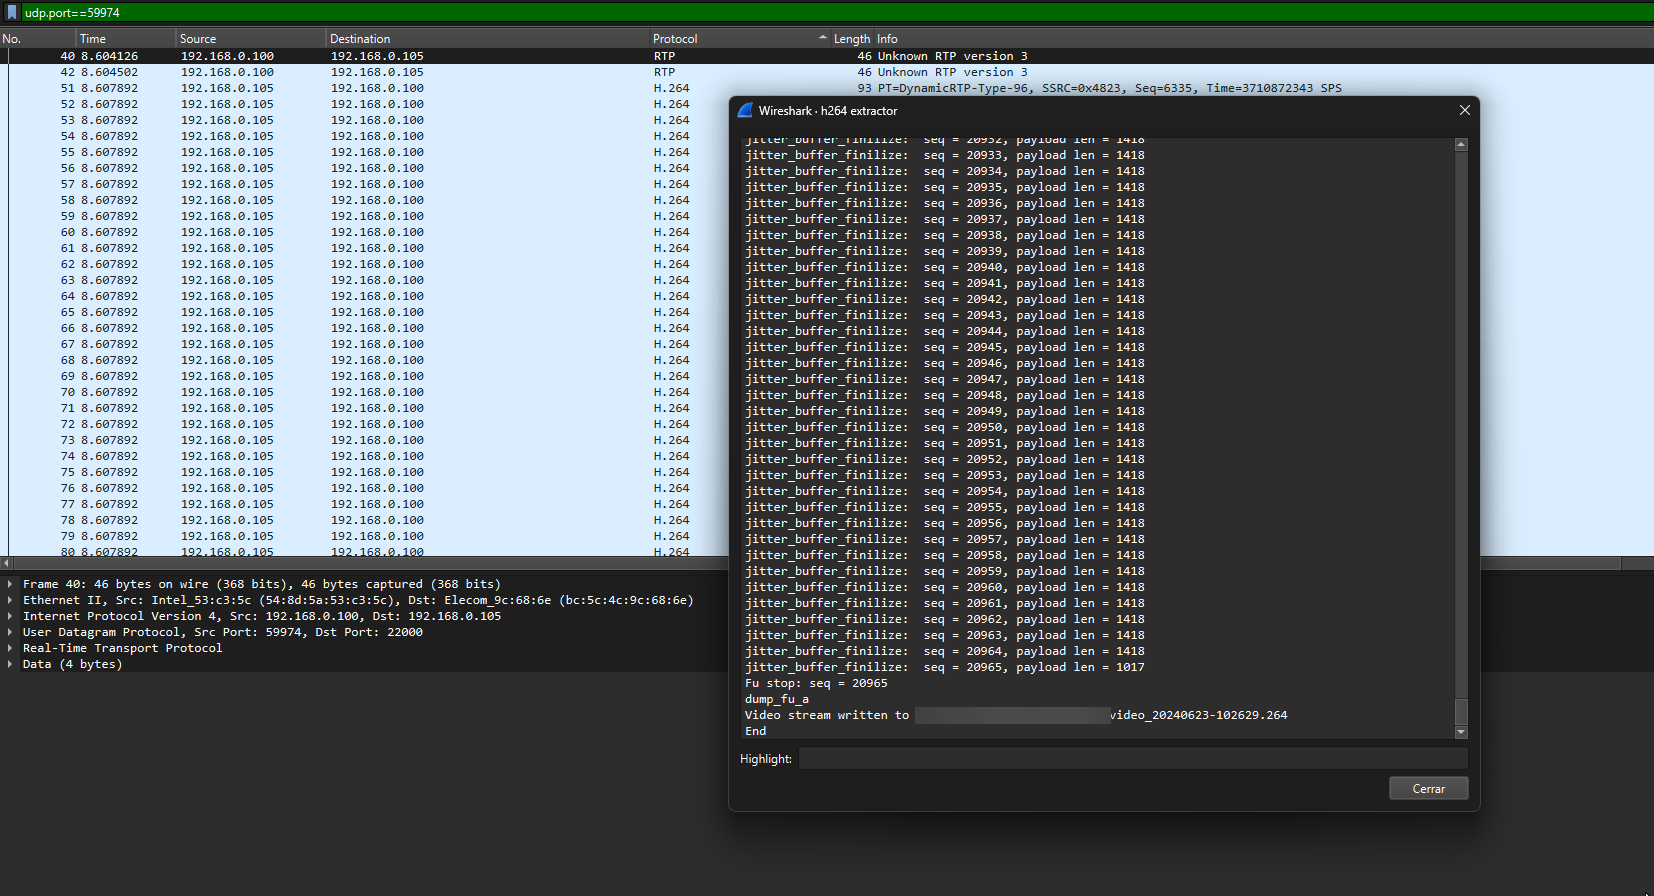 udp.port==59974
No. Time Source Destination Protocol Length Info
40 8.604126 192.168.0.100 192.168.0.105 RTP 46 Unknown RTP version 3
42 8.604502 192.168.0.100 192.168.0.105 RTP 46 Unknown RTP version 3
51 8.607892 192.168.0.105 192.168.0.100 H.264 93 PT=DynamicRTP-Type-96, SSRC=0x4823, Seq=6335, Time=3710872343 SPS
52 8.607892 192.168.0.105 192.168.0.100 H.264
53 8.607892 192.168.0.105 192.168.0.100 H.264
54 8.607892 192.168.0.105 192.168.0.100 H.264
55 8.607892 192.168.0.105 192.168.0.100 H.264
56 8.607892 192.168.0.105 192.168.0.100 H.264
57 8.607892 192.168.0.105 192.168.0.100 H.264
58 8.607892 192.168.0.105 192.168.0.100 H.264
59 8.607892 192.168.0.105 192.168.0.100 H.264
60 8.607892 192.168.0.105 192.168.0.100 H.264
61 8.607892 192.168.0.105 192.168.0.100 H.264
62 8.607892 192.168.0.105 192.168.0.100 H.264
63 8.607892 192.168.0.105 192.168.0.100 H.264
64 8.607892 192.168.0.105 192.168.0.100 H.264
65 8.607892 192.168.0.105 192.168.0.100 H.264
66 8.607892 192.168.0.105 192.168.0.100 H.264
67 8.607892 192.168.0.105 192.168.0.100 H.264
68 8.607892 192.168.0.105 192.168.0.100 H.264
69 8.607892 192.168.0.105 192.168.0.100 H.264
70 8.607892 192.168.0.105 192.168.0.100 H.264
71 8.607892 192.168.0.105 192.168.0.100 H.264
72 8.607892 192.168.0.105 192.168.0.100 H.264
73 8.607892 192.168.0.105 192.168.0.100 H.264
74 8.607892 192.168.0.105 192.168.0.100 H.264
75 8.607892 192.168.0.105 192.168.0.100 H.264
76 8.607892 192.168.0.105 192.168.0.100 H.264
77 8.607892 192.168.0.105 192.168.0.100 H.264
78 8.607892 192.168.0.105 192.168.0.100 H.264
79 8.607892 192.168.0.105 192.168.0.100 H.264
80 8.607892 192.168.0.105 192.168.0.100 H.264
Frame 40: 46 bytes on wire (368 bits), 46 bytes captured (368 bits)
Ethernet II, Src: Intel_53:c3:5c (54:8d:5a:53:c3:5c), Dst: Elecom_9c:68:6e (bc:5c:4c:9c:68:6e)
Internet Protocol Version 4, Src: 192.168.0.100, Dst: 192.168.0.105
User Datagram Protocol, Src Port: 59974, Dst Port: 22000
Real-Time Transport Protocol
Data (4 bytes)
Wireshark · h264 extractor
jitter_buffer_finilize: seq = 20932, payload len = 1418
jitter_buffer_finilize: seq = 20933, payload len = 1418
jitter_buffer_finilize: seq = 20934, payload len = 1418
jitter_buffer_finilize: seq = 20935, payload len = 1418
jitter_buffer_finilize: seq = 20936, payload len = 1418
jitter_buffer_finilize: seq = 20937, payload len = 1418
jitter_buffer_finilize: seq = 20938, payload len = 1418
jitter_buffer_finilize: seq = 20939, payload len = 1418
jitter_buffer_finilize: seq = 20940, payload len = 1418
jitter_buffer_finilize: seq = 20941, payload len = 1418
jitter_buffer_finilize: seq = 20942, payload len = 1418
jitter_buffer_finilize: seq = 20943, payload len = 1418
jitter_buffer_finilize: seq = 20944, payload len = 1418
jitter_buffer_finilize: seq = 20945, payload len = 1418
jitter_buffer_finilize: seq = 20946, payload len = 1418
jitter_buffer_finilize: seq = 20947, payload len = 1418
jitter_buffer_finilize: seq = 20948, payload len = 1418
jitter_buffer_finilize: seq = 20949, payload len = 1418
jitter_buffer_finilize: seq = 20950, payload len = 1418
jitter_buffer_finilize: seq = 20951, payload len = 1418
jitter_buffer_finilize: seq = 20952, payload len = 1418
jitter_buffer_finilize: seq = 20953, payload len = 1418
jitter_buffer_finilize: seq = 20954, payload len = 1418
jitter_buffer_finilize: seq = 20955, payload len = 1418
jitter_buffer_finilize: seq = 20956, payload len = 1418
jitter_buffer_finilize: seq = 20957, payload len = 1418
jitter_buffer_finilize: seq = 20958, payload len = 1418
jitter_buffer_finilize: seq = 20959, payload len = 1418
jitter_buffer_finilize: seq = 20960, payload len = 1418
jitter_buffer_finilize: seq = 20961, payload len = 1418
jitter_buffer_finilize: seq = 20962, payload len = 1418
jitter_buffer_finilize: seq = 20963, payload len = 1418
jitter_buffer_finilize: seq = 20964, payload len = 1418
jitter_buffer_finilize: seq = 20965, payload len = 1017
Fu stop: seq = 20965
dump_fu_a
Video stream written to video_20240623-102629.264
End
Highlight:
Cerrar